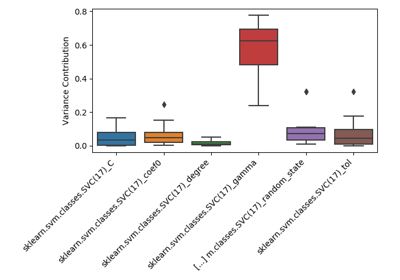 0.8
0.6
0.4
0.2
0.0
Variance Contribution
sklearn.svm.classes.SVC(17)_C
sklearn.svm.classes.SVC(17)_coef0
sklearn.svm.classes.SVC(17)_degree
sklearn.svm.classes.SVC(17)_gamma
[...] m.classes.SVC(17)_random_state
sklearn.svm.classes.SVC(17)_tol